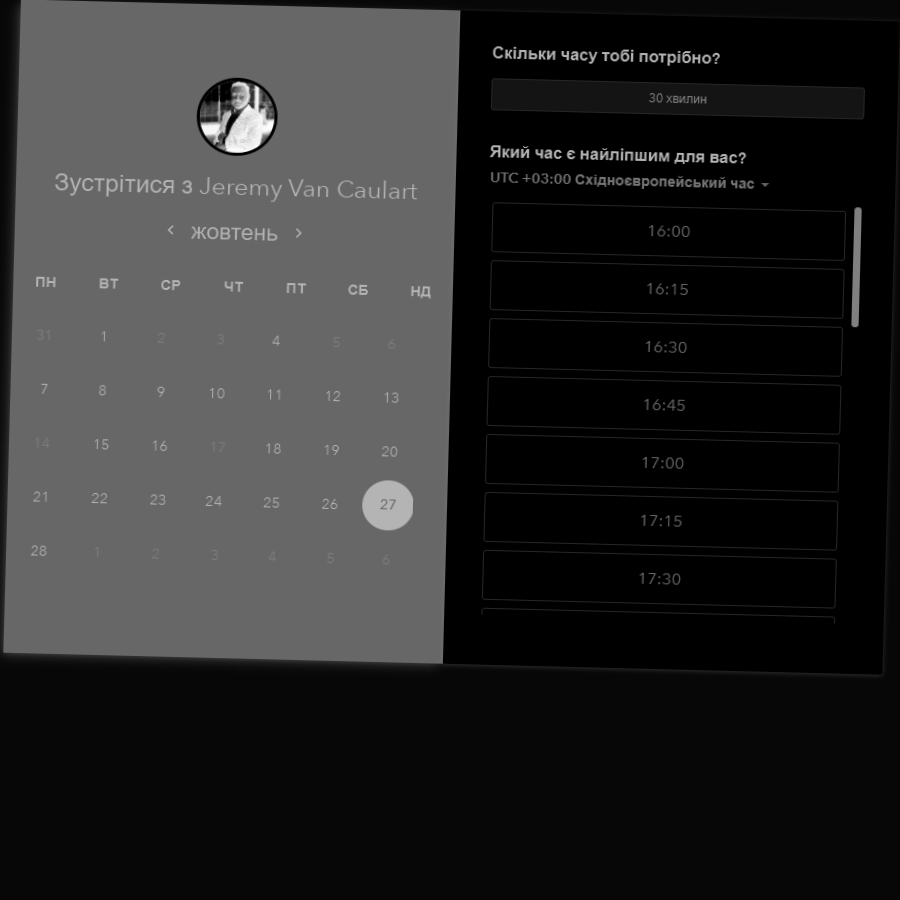 Зустрітися з Jeremy Van Caulart
жовтень
ПН ВТ СР ЧТ ПТ СБ НД
31 1 2 3 4 5 6
7 8 9 10 11 12 13
14 15 16 17 18 19 20
21 22 23 24 25 26 27
28 1 2 3 4 5 6
Скільки часу тобі потрібно?
30 хвилин
Який час є найліпшим для вас?
UTC +03:00 Східноєвропейський час
16:00
16:15
16:30
16:45
17:00
17:15
17:30